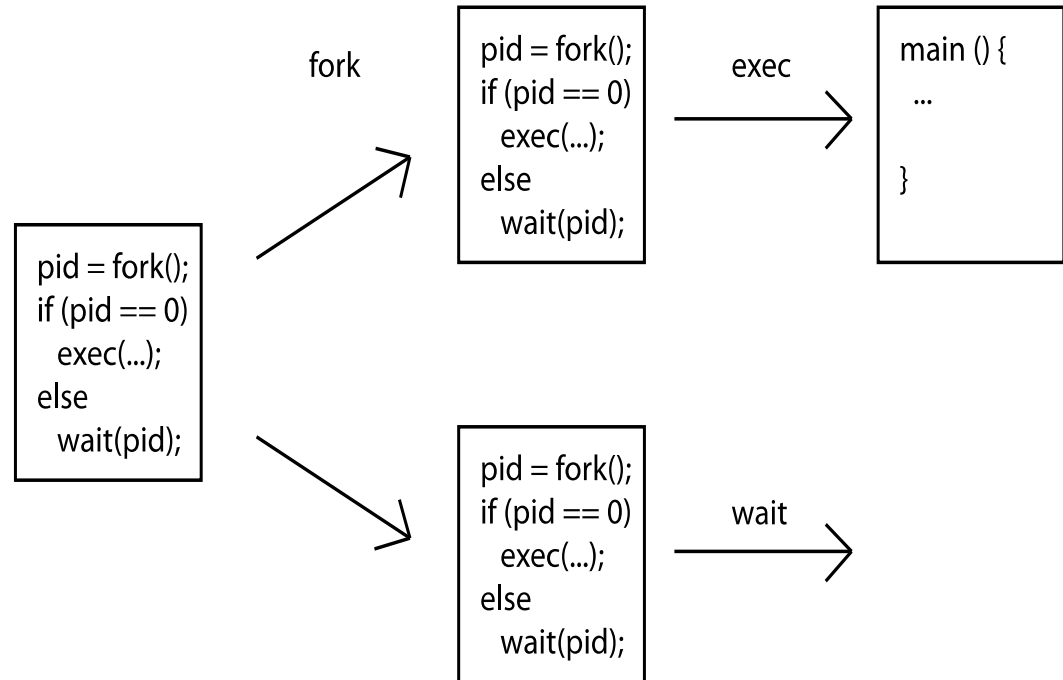 fork
pid = fork();
if (pid == 0)
exec(...);
else
wait(pid);
exec
main () {
...
}
pid = fork();
if (pid == 0)
exec(...);
else
wait(pid);
pid = fork();
if (pid == 0)
exec(...);
else
wait(pid);
wait